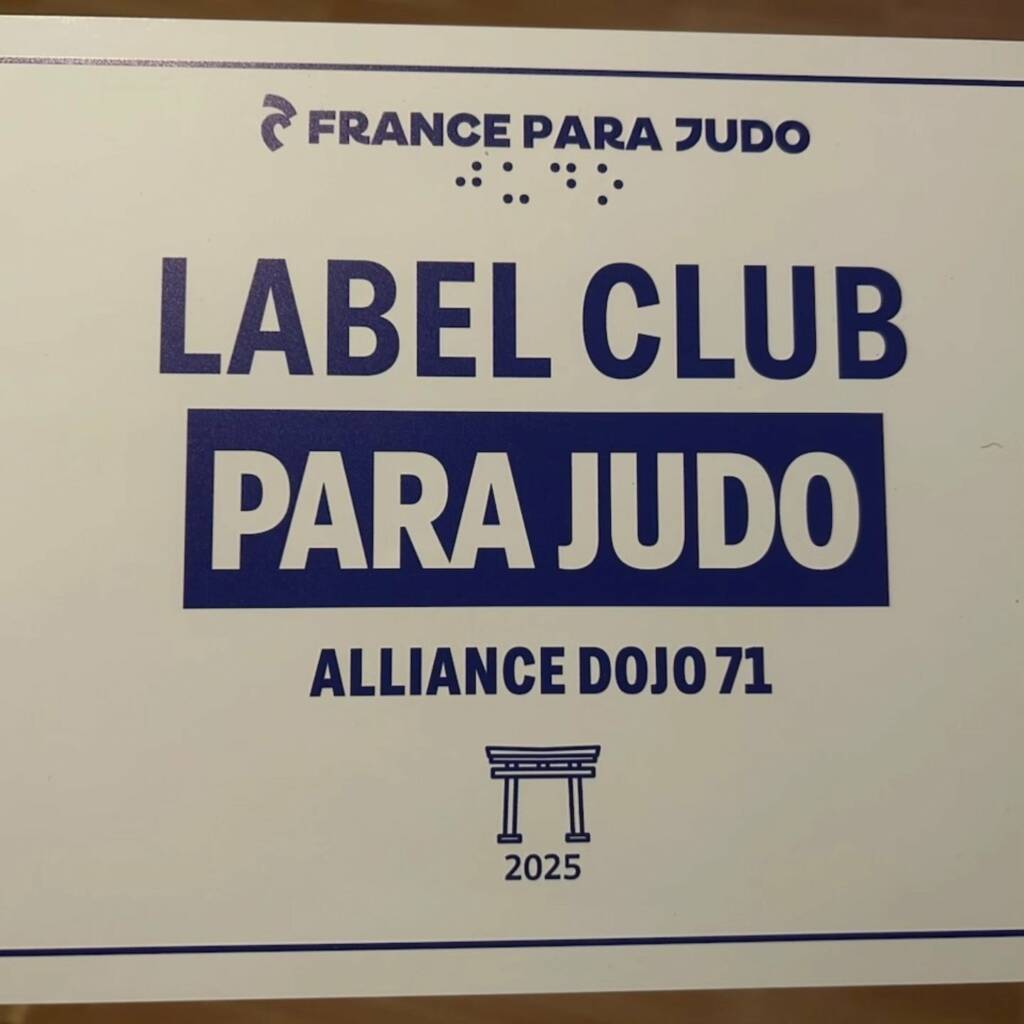 FRANCE PARA JUDO
⠚⠥⠙⠕
LABEL CLUB
PARA JUDO
ALLIANCE DOJO 71
2025